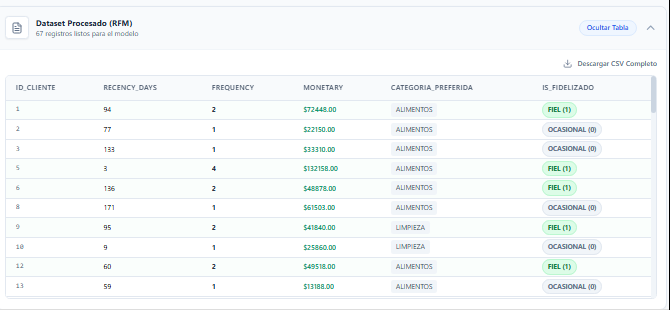 Dataset Procesado (RFM)
67 registros listos para el modelo
Ocultar Tabla
Descargar CSV Completo
ID_CLIENTE RECENCY_DAYS FREQUENCY MONETARY CATEGORIA_PREFERIDA IS_FIDELIZADO
1 94 2 $72448.00 ALIMENTOS FIEL (1)
2 77 1 $22150.00 ALIMENTOS OCASIONAL (0)
3 133 1 $33310.00 ALIMENTOS OCASIONAL (0)
5 3 4 $132158.00 ALIMENTOS FIEL (1)
6 136 2 $48878.00 ALIMENTOS FIEL (1)
8 171 1 $61503.00 ALIMENTOS OCASIONAL (0)
9 95 2 $41840.00 LIMPIEZA FIEL (1)
10 9 1 $25860.00 LIMPIEZA OCASIONAL (0)
12 60 2 $49518.00 ALIMENTOS FIEL (1)
13 59 1 $13188.00 ALIMENTOS OCASIONAL (0)